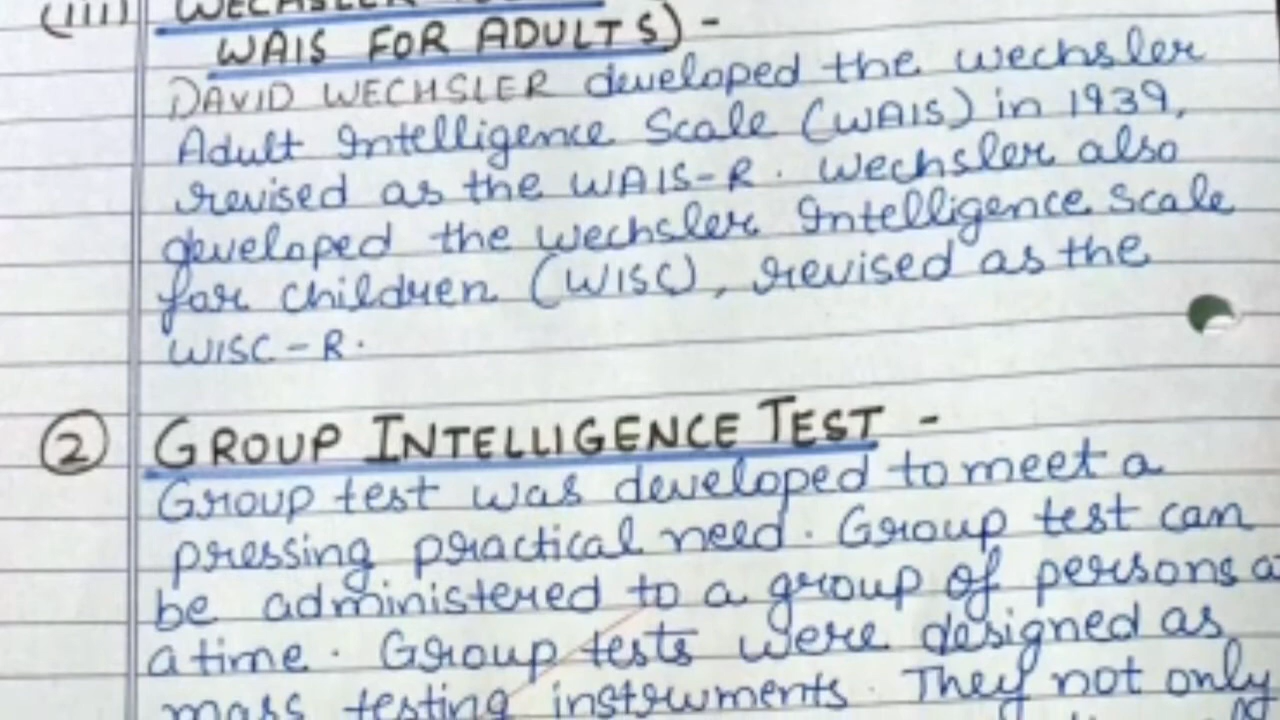 (III) WECHSLER
WAIS FOR ADULTS) -
DAVID WECHSLER developed the wechsler
Adult Intelligence Scale (WAIS) in 1939,
revised as the WAIS-R. Wechsler also
developed the wechsler Intelligence Scale
for children (WISC), revised as the
WISC-R.
② GROUP INTELLIGENCE TEST -
Group test was developed to meet a
pressing practical need. Group test can
be administered to a group of persons a
a time. Group tests were designed as
mass testing instruments. They not only